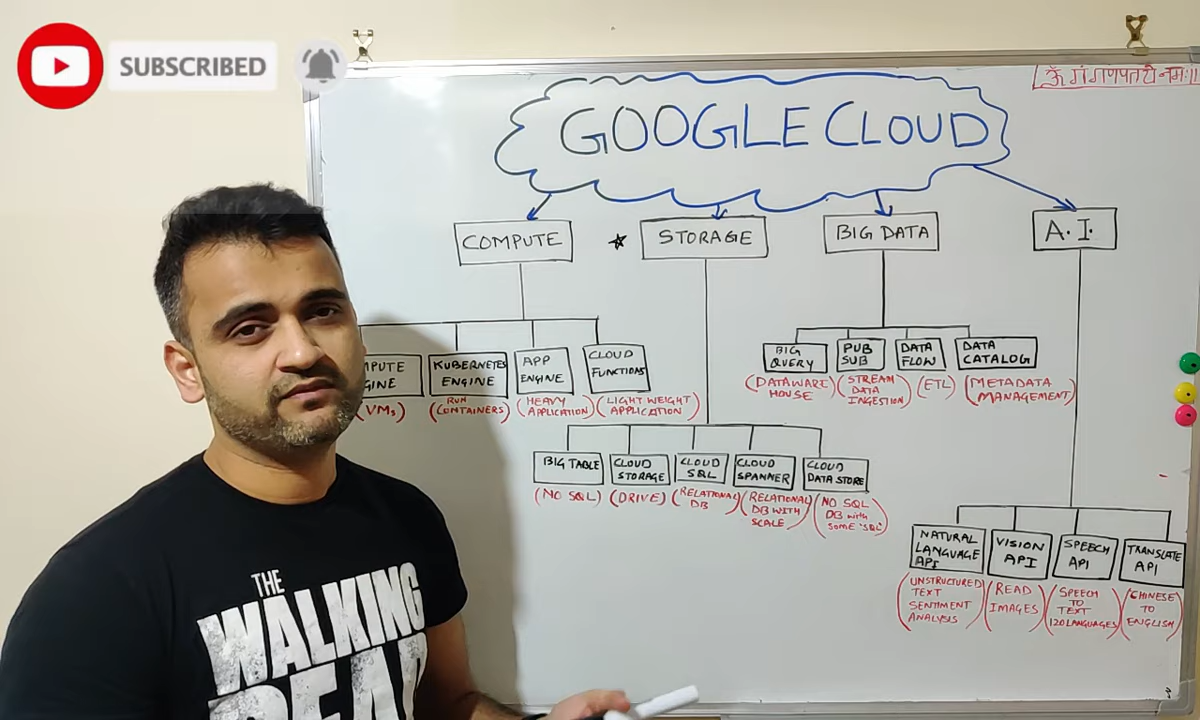 SUBSCRIBED
ॐ गं गणपतये नमः॥
GOOGLE CLOUD
COMPUTE
STORAGE
BIG DATA
A.I.
KUBERNETES
ENGINE
(RUN
CONTAINERS)
APP
ENGINE
(HEAVY
APPLICATION)
CLOUD
FUNCTIONS
(LIGHT WEIGHT
APPLICATION)
(VMs)
BIG
QUERY
(DATA WARE
HOUSE)
PUB
SUB
(STREAM
DATA
INGESTION)
DATA
FLOW
(ETL)
DATA
CATALOG
(METADATA
MANAGEMENT)
BIG TABLE
(NO SQL)
CLOUD
STORAGE
(DRIVE)
CLOUD
SQL
(RELATIONAL
DB)
CLOUD
SPANNER
(RELATIONAL
DB WITH
SCALE)
CLOUD
DATA STORE
(NO SQL
DB with
SOME 'SQL')
NATURAL
LANGUAGE
API
(UNSTRUCTURED
TEXT
SENTIMENT
ANALYSIS)
VISION
API
(READ
IMAGES)
SPEECH
API
(SPEECH
TO
TEXT
120 LANGUAGES)
TRANSLATE
API
(CHINESE
TO
ENGLISH)
THE
WALKING
DEAD